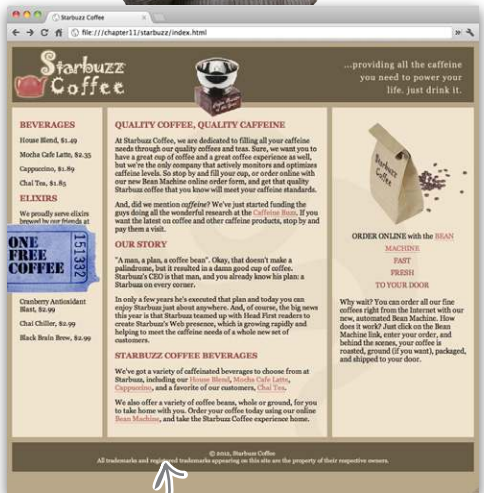 Starbuzz Coffee
file:///chapter11/starbuzz/index.html
Starbuzz
Coffee
...providing all the caffeine
you need to power your
life. just drink it.
BEVERAGES
House Blend, $1.49
Mocha Cafe Latte, $2.35
Cappuccino, $1.89
Chai Tea, $1.85
ELIXIRS
We proudly serve elixirs
brewed by our friends at
ONE
FREE
COFFEE
151332
Cranberry Antioxidant
Blast, $2.99
Chai Chiller, $2.99
Black Brain Brew, $2.99
QUALITY COFFEE, QUALITY CAFFEINE
At Starbuzz Coffee, we are dedicated to filling all your caffeine
needs through our quality coffees and teas. Sure, we want you to
have a great cup of coffee and a great coffee experience as well,
but we're the only company that actively monitors and optimizes
caffeine levels. So stop by and fill your cup, or order online with
our new Bean Machine online order form, and get that quality
Starbuzz coffee that you know will meet your caffeine standards.
And, did we mention caffeine? We've just started funding the
guys doing all the wonderful research at the Caffeine Buzz. If you
want the latest on coffee and other caffeine products, stop by and
pay them a visit.
OUR STORY
"A man, a plan, a coffee bean". Okay, that doesn't make a
palindrome, but it resulted in a damn good cup of coffee.
Starbuzz's CEO is that man, and you already know his plan: a
Starbuzz on every corner.
In only a few years he's executed that plan and today you can
enjoy Starbuzz just about anywhere. And, of course, the big news
this year is that Starbuzz teamed up with Head First readers to
create Starbuzz's Web presence, which is growing rapidly and
helping to meet the caffeine needs of a whole new set of
customers.
STARBUZZ COFFEE BEVERAGES
We've got a variety of caffeinated beverages to choose from at
Starbuzz, including our House Blend, Mocha Cafe Latte,
Cappuccino, and a favorite of our customers, Chai Tea.
We also offer a variety of coffee beans, whole or ground, for you
to take home with you. Order your coffee today using our online
Bean Machine, and take the Starbuzz Coffee experience home.
Starbuzz
Coffee
ORDER ONLINE with the BEAN
MACHINE
FAST
FRESH
TO YOUR DOOR
Why wait? You can order all our fine
coffees right from the Internet with our
new, automated Bean Machine. How
does it work? Just click on the Bean
Machine link, enter your order, and
behind the scenes, your coffee is
roasted, ground (if you want), packaged,
and shipped to your door.
© 2012, Starbuzz Coffee
All trademarks and registered trademarks appearing on this site are the property of their respective owners.